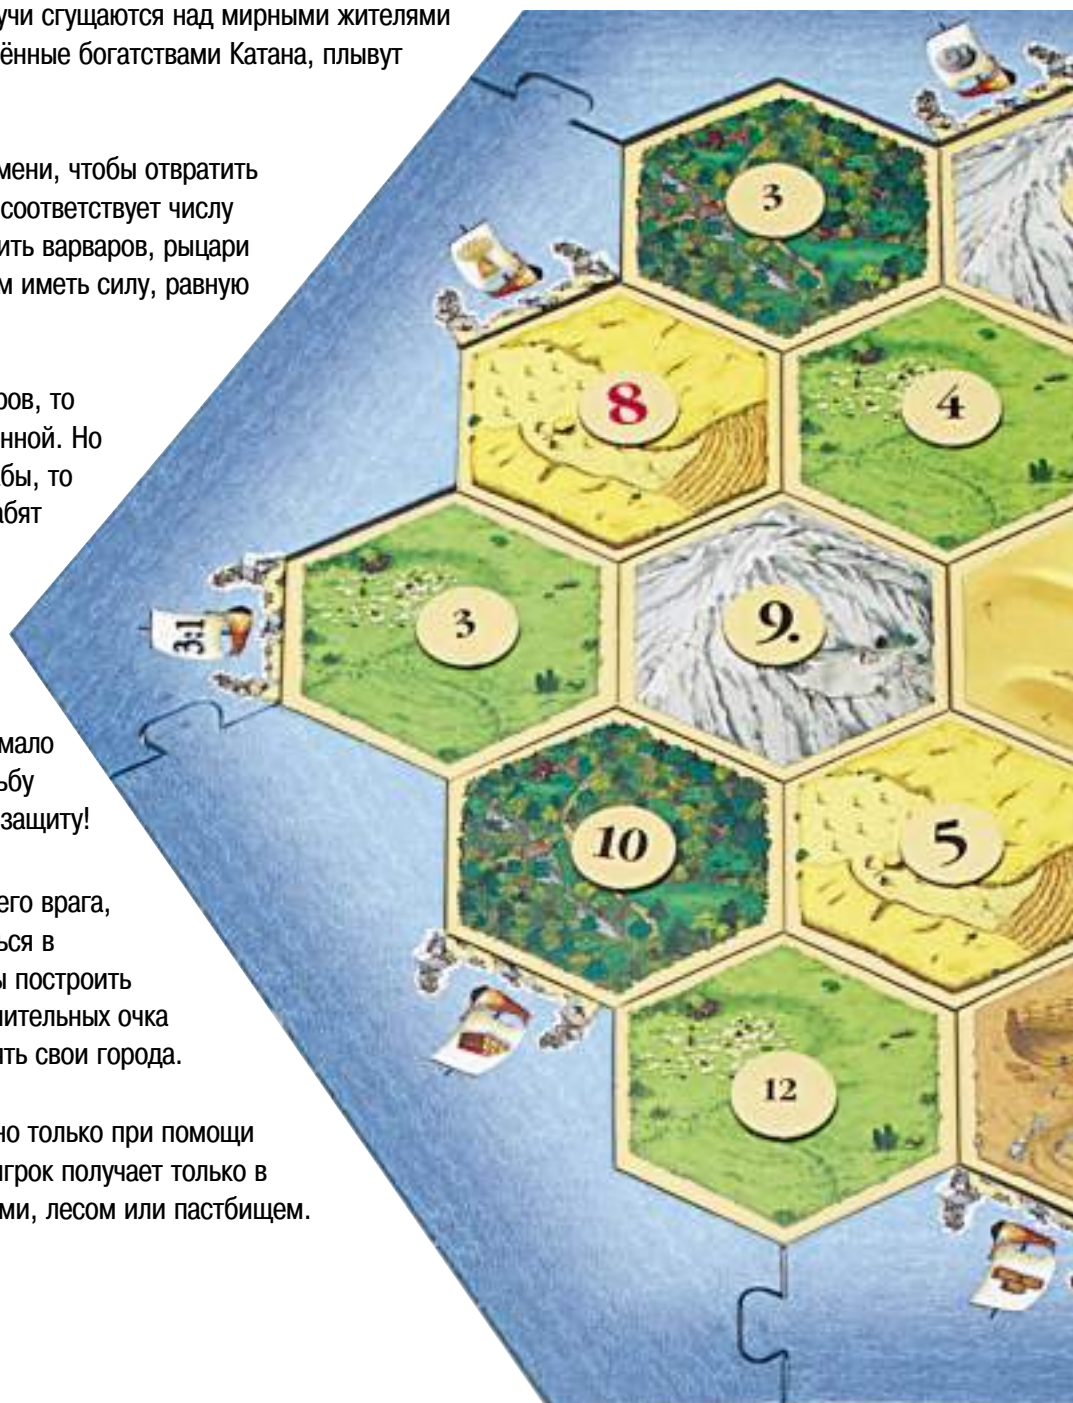 учи сгущаются над мирными жителями
ённые богатствами Катана, плывут
мени, чтобы отвратить
соответствует числу
ить варваров, рыцари
м иметь силу, равную
ров, то
нной. Но
бы, то
абят
мало
ьбу
защиту!
его врага,
ься в
ы построить
нительных очка
ить свои города.
но только при помощи
игрок получает только в
ми, лесом или пастбищем.
3
8
4
3:1
3
9.
10
5
12